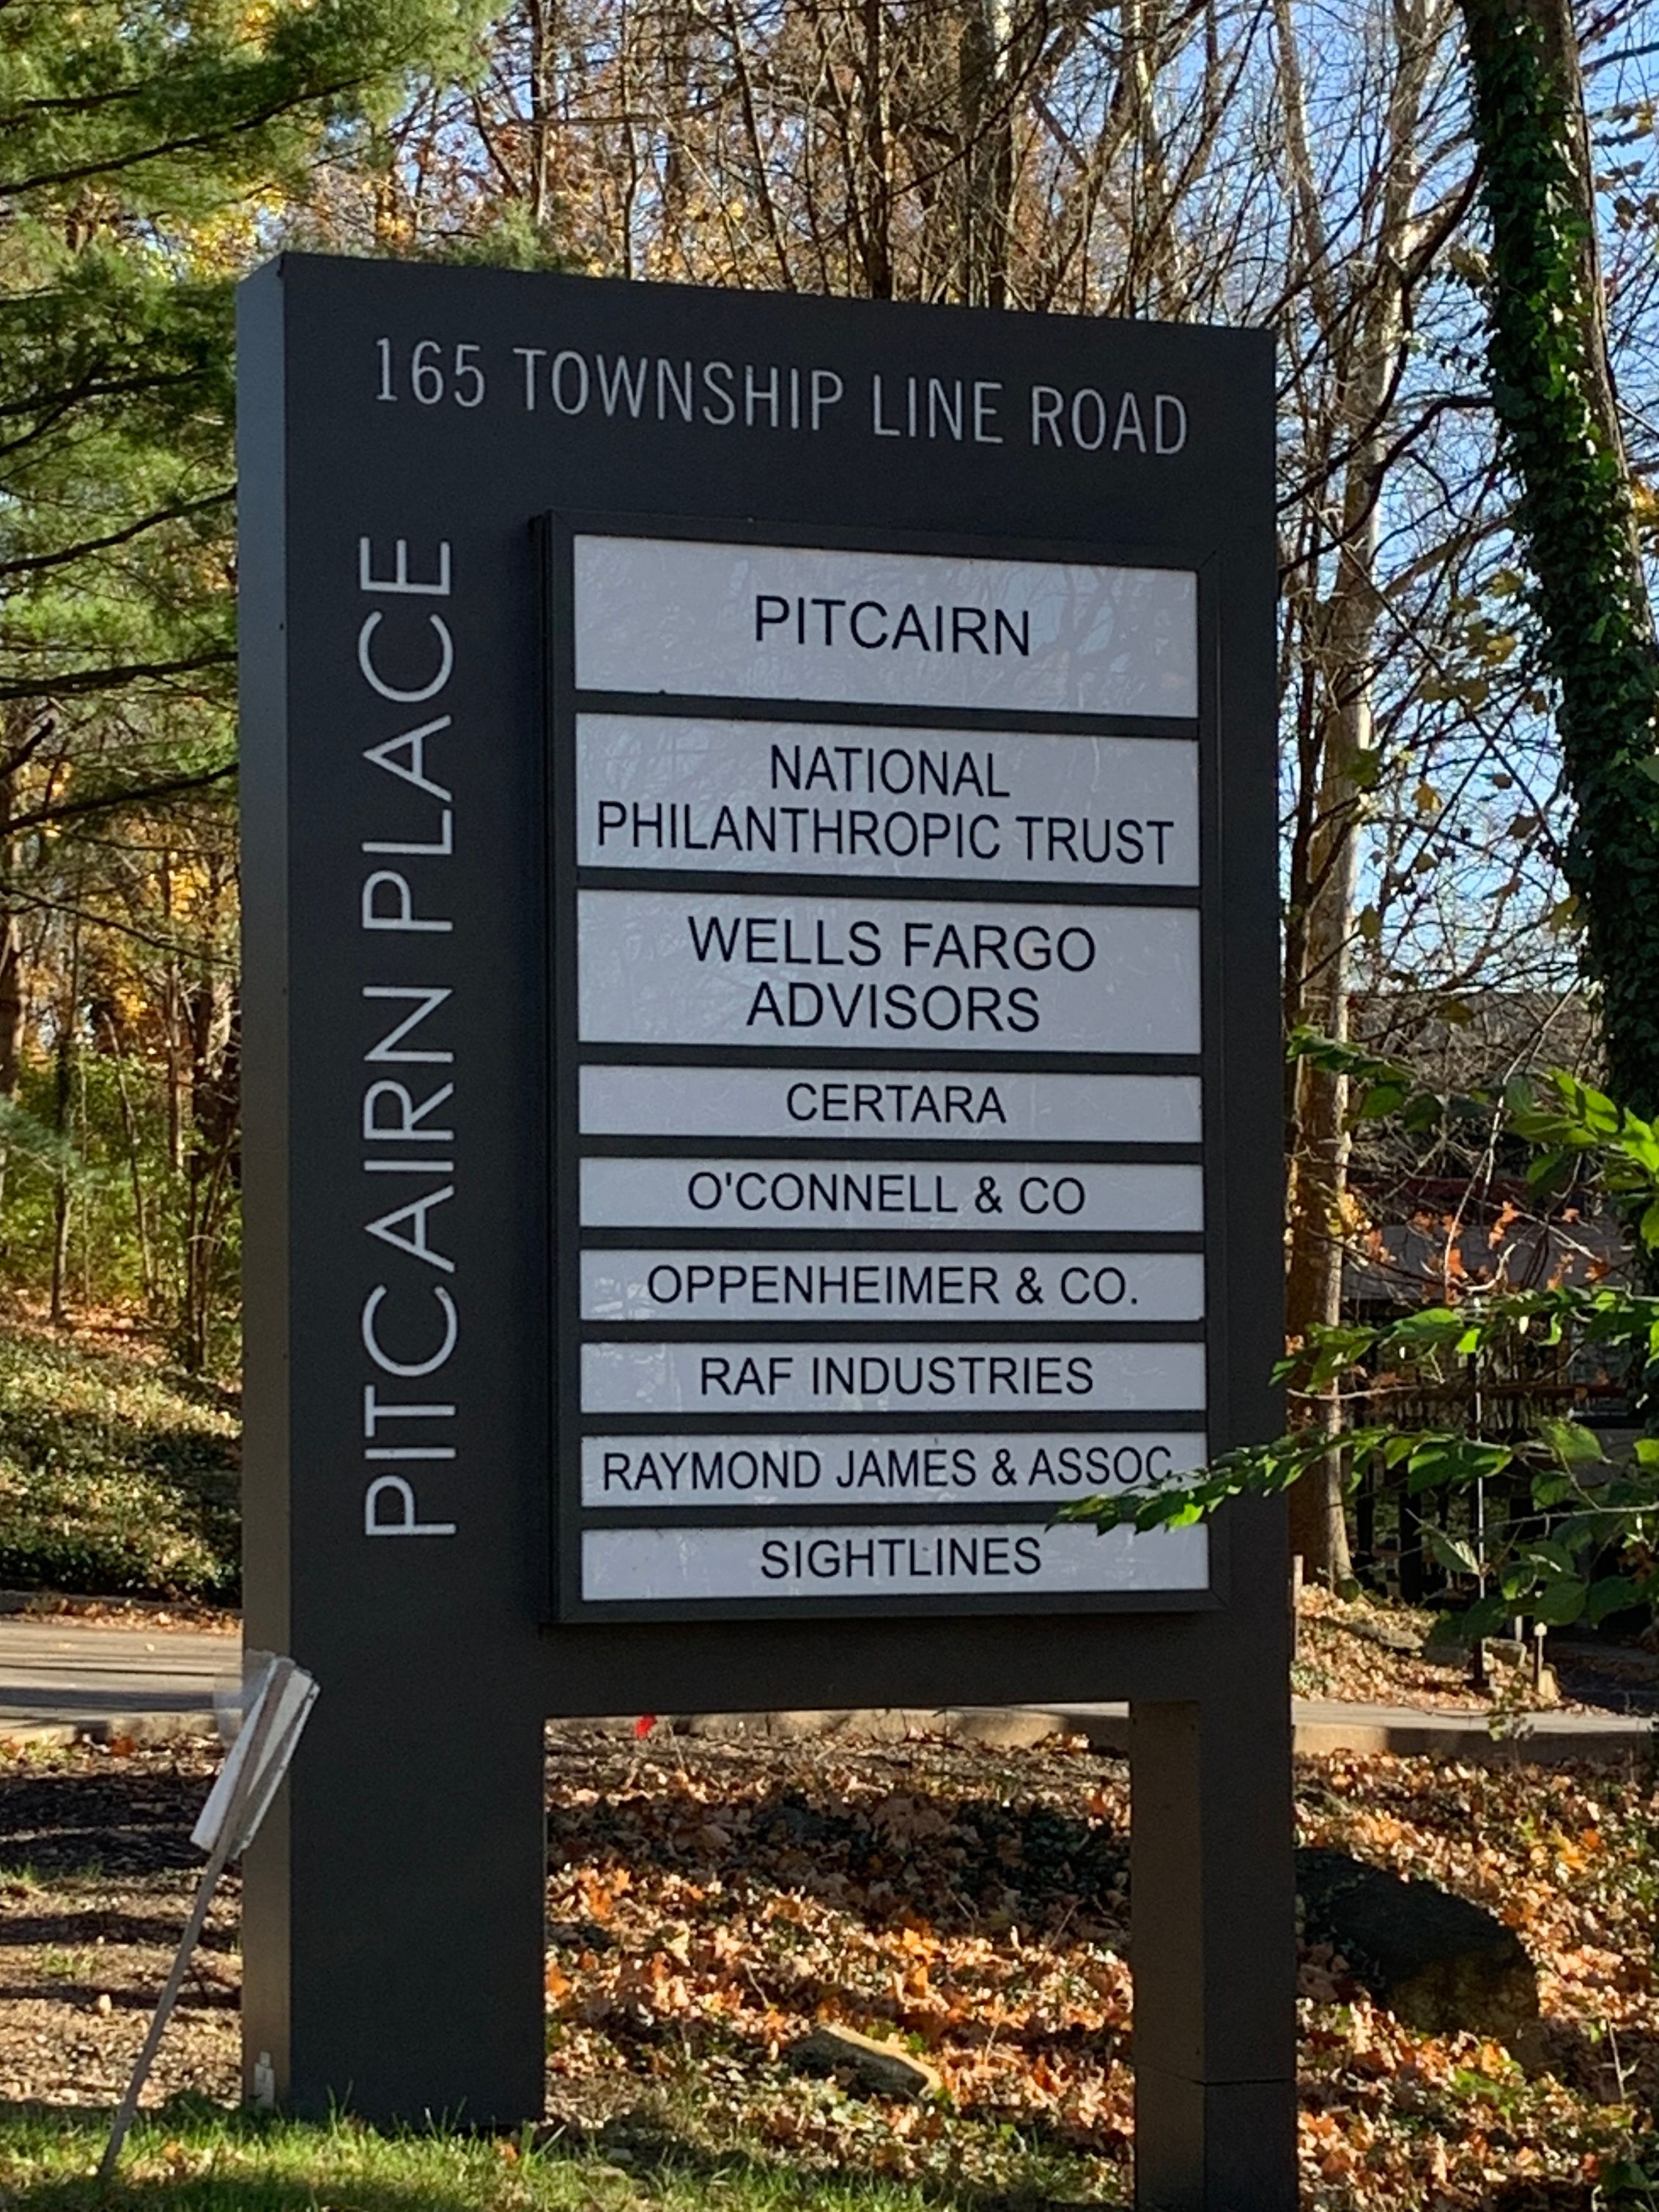 165 TOWNSHIP LINE ROAD
PITCAIRN PLACE
PITCAIRN
NATIONAL
PHILANTHROPIC TRUST
WELLS FARGO
ADVISORS
CERTARA
O'CONNELL & CO
OPPENHEIMER & CO.
RAF INDUSTRIES
RAYMOND JAMES & ASSOC
SIGHTLINES